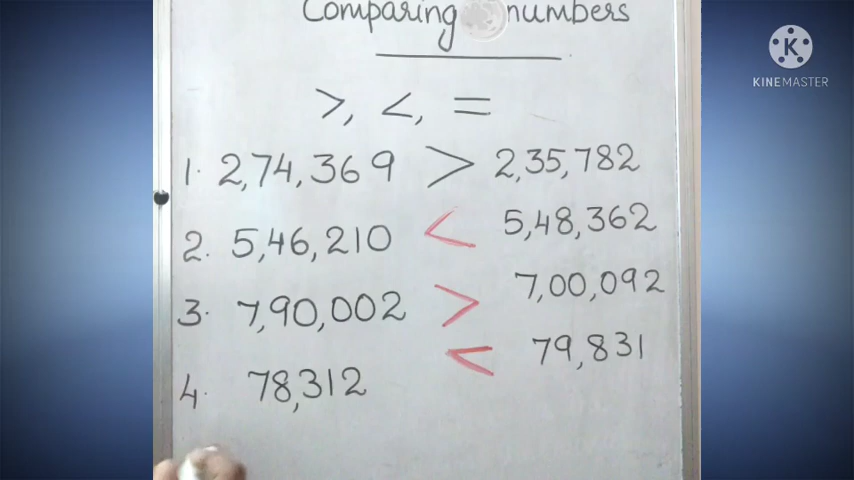 Comparing numbers
>, <, =
1. 2,74,369 > 2,35,782
2. 5,46,210 < 5,48,362
3. 7,90,002 > 7,00,092
4. 78,312 < 79,831
K
KINEMASTER